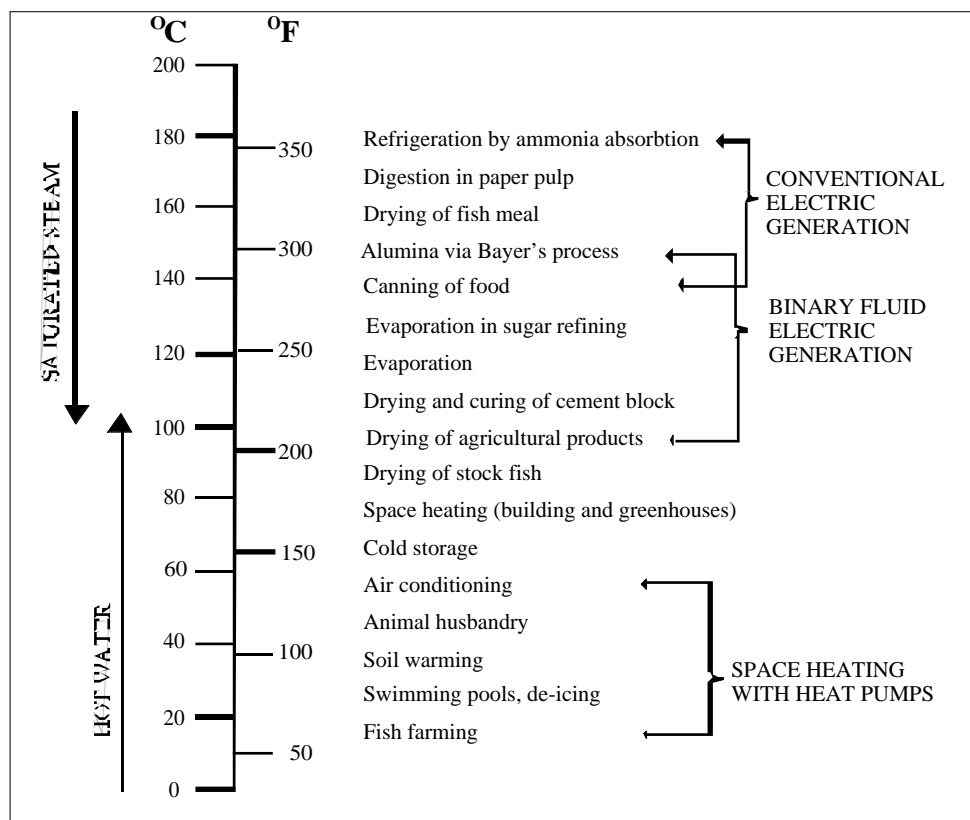 °C
°F
200
180
160
140
120
100
80
60
40
20
0
350
300
250
200
150
100
50
SATURATED STEAM
HOT WATER
Refrigeration by ammonia absorbtion
Digestion in paper pulp
Drying of fish meal
Alumina via Bayer's process
Canning of food
Evaporation in sugar refining
Evaporation
Drying and curing of cement block
Drying of agricultural products
Drying of stock fish
Space heating (building and greenhouses)
Cold storage
Air conditioning
Animal husbandry
Soil warming
Swimming pools, de-icing
Fish farming
CONVENTIONAL
ELECTRIC
GENERATION
BINARY FLUID
ELECTRIC
GENERATION
SPACE HEATING
WITH HEAT PUMPS